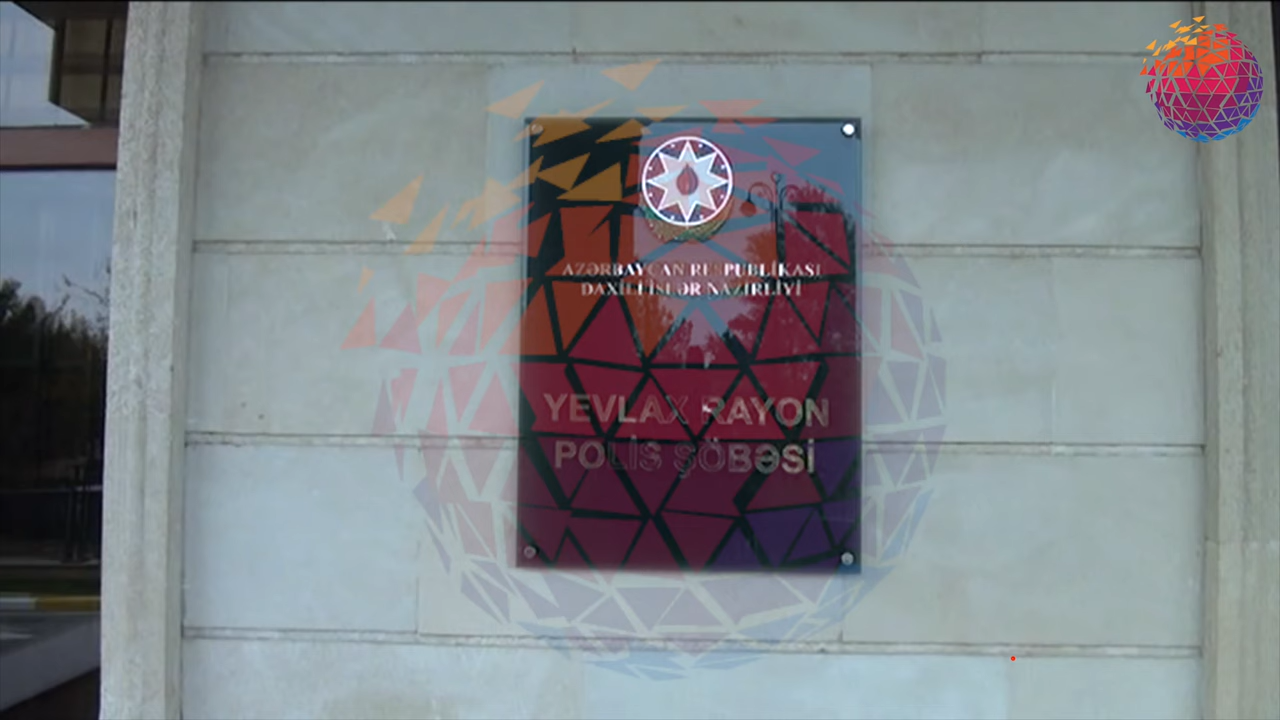 AZƏRBAYCAN RESPUBLİKASI
DAXİLİ İŞLƏR NAZİRLİYİ
YEVLAX RAYON
POLİS ŞÖBƏSİ